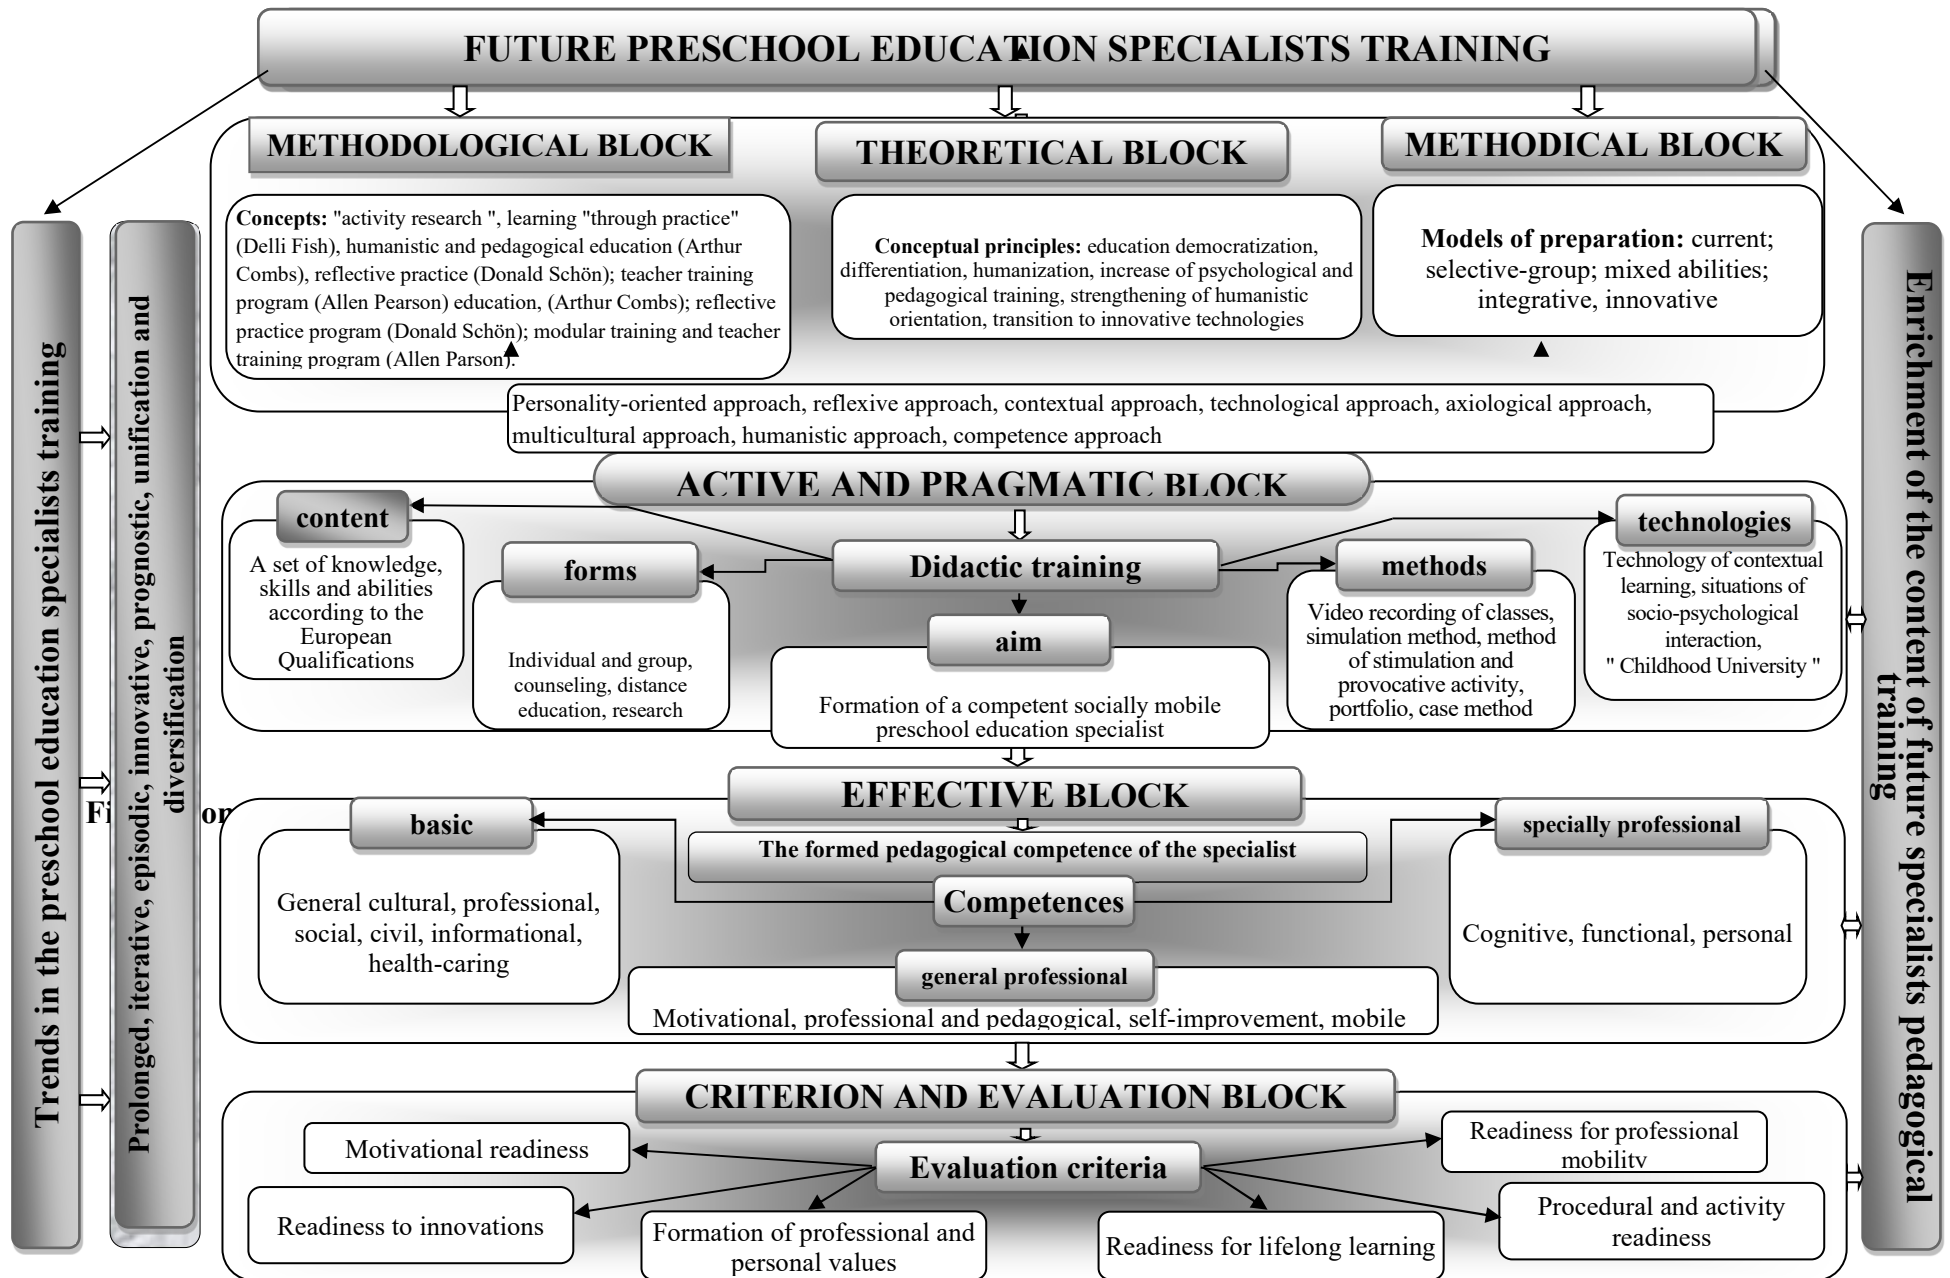 FUTURE PRESCHOOL EDUCATION SPECIALISTS TRAINING
METHODOLOGICAL BLOCK
THEORETICAL BLOCK
METHODICAL BLOCK
Concepts: "activity research ", learning "through practice"
(Delli Fish), humanistic and pedagogical education (Arthur
Combs), reflective practice (Donald Schön); teacher training
program (Allen Pearson) education, (Arthur Combs); reflective
practice program (Donald Schön); modular training and teacher
training program (Allen Parson).
Conceptual principles: education democratization,
differentiation, humanization, increase of psychological and
pedagogical training, strengthening of humanistic
orientation, transition to innovative technologies
Models of preparation: current;
selective-group; mixed abilities;
integrative, innovative
Personality-oriented approach, reflexive approach, contextual approach, technological approach, axiological approach,
multicultural approach, humanistic approach, competence approach
Trends in the preschool education specialists training
Prolonged, iterative, episodic, innovative, prognostic, unification and
diversification
ACTIVE AND PRAGMATIC BLOCK
content
A set of knowledge,
skills and abilities
according to the
European
Qualifications
forms
Individual and group,
counseling, distance
education, research
Didactic training
aim
Formation of a competent socially mobile
preschool education specialist
methods
Video recording of classes,
simulation method, method
of stimulation and
provocative activity,
portfolio, case method
technologies
Technology of contextual
learning, situations of
socio-psychological
interaction,
" Childhood University "
Enrichment of the content of future specialists pedagogical
training
EFFECTIVE BLOCK
The formed pedagogical competence of the specialist
Competences
basic
General cultural, professional,
social, civil, informational,
health-caring
general professional
Motivational, professional and pedagogical, self-improvement, mobile
specially professional
Cognitive, functional, personal
CRITERION AND EVALUATION BLOCK
Evaluation criteria
Motivational readiness
Readiness to innovations
Formation of professional and
personal values
Readiness for lifelong learning
Readiness for professional
mobility
Procedural and activity
readiness